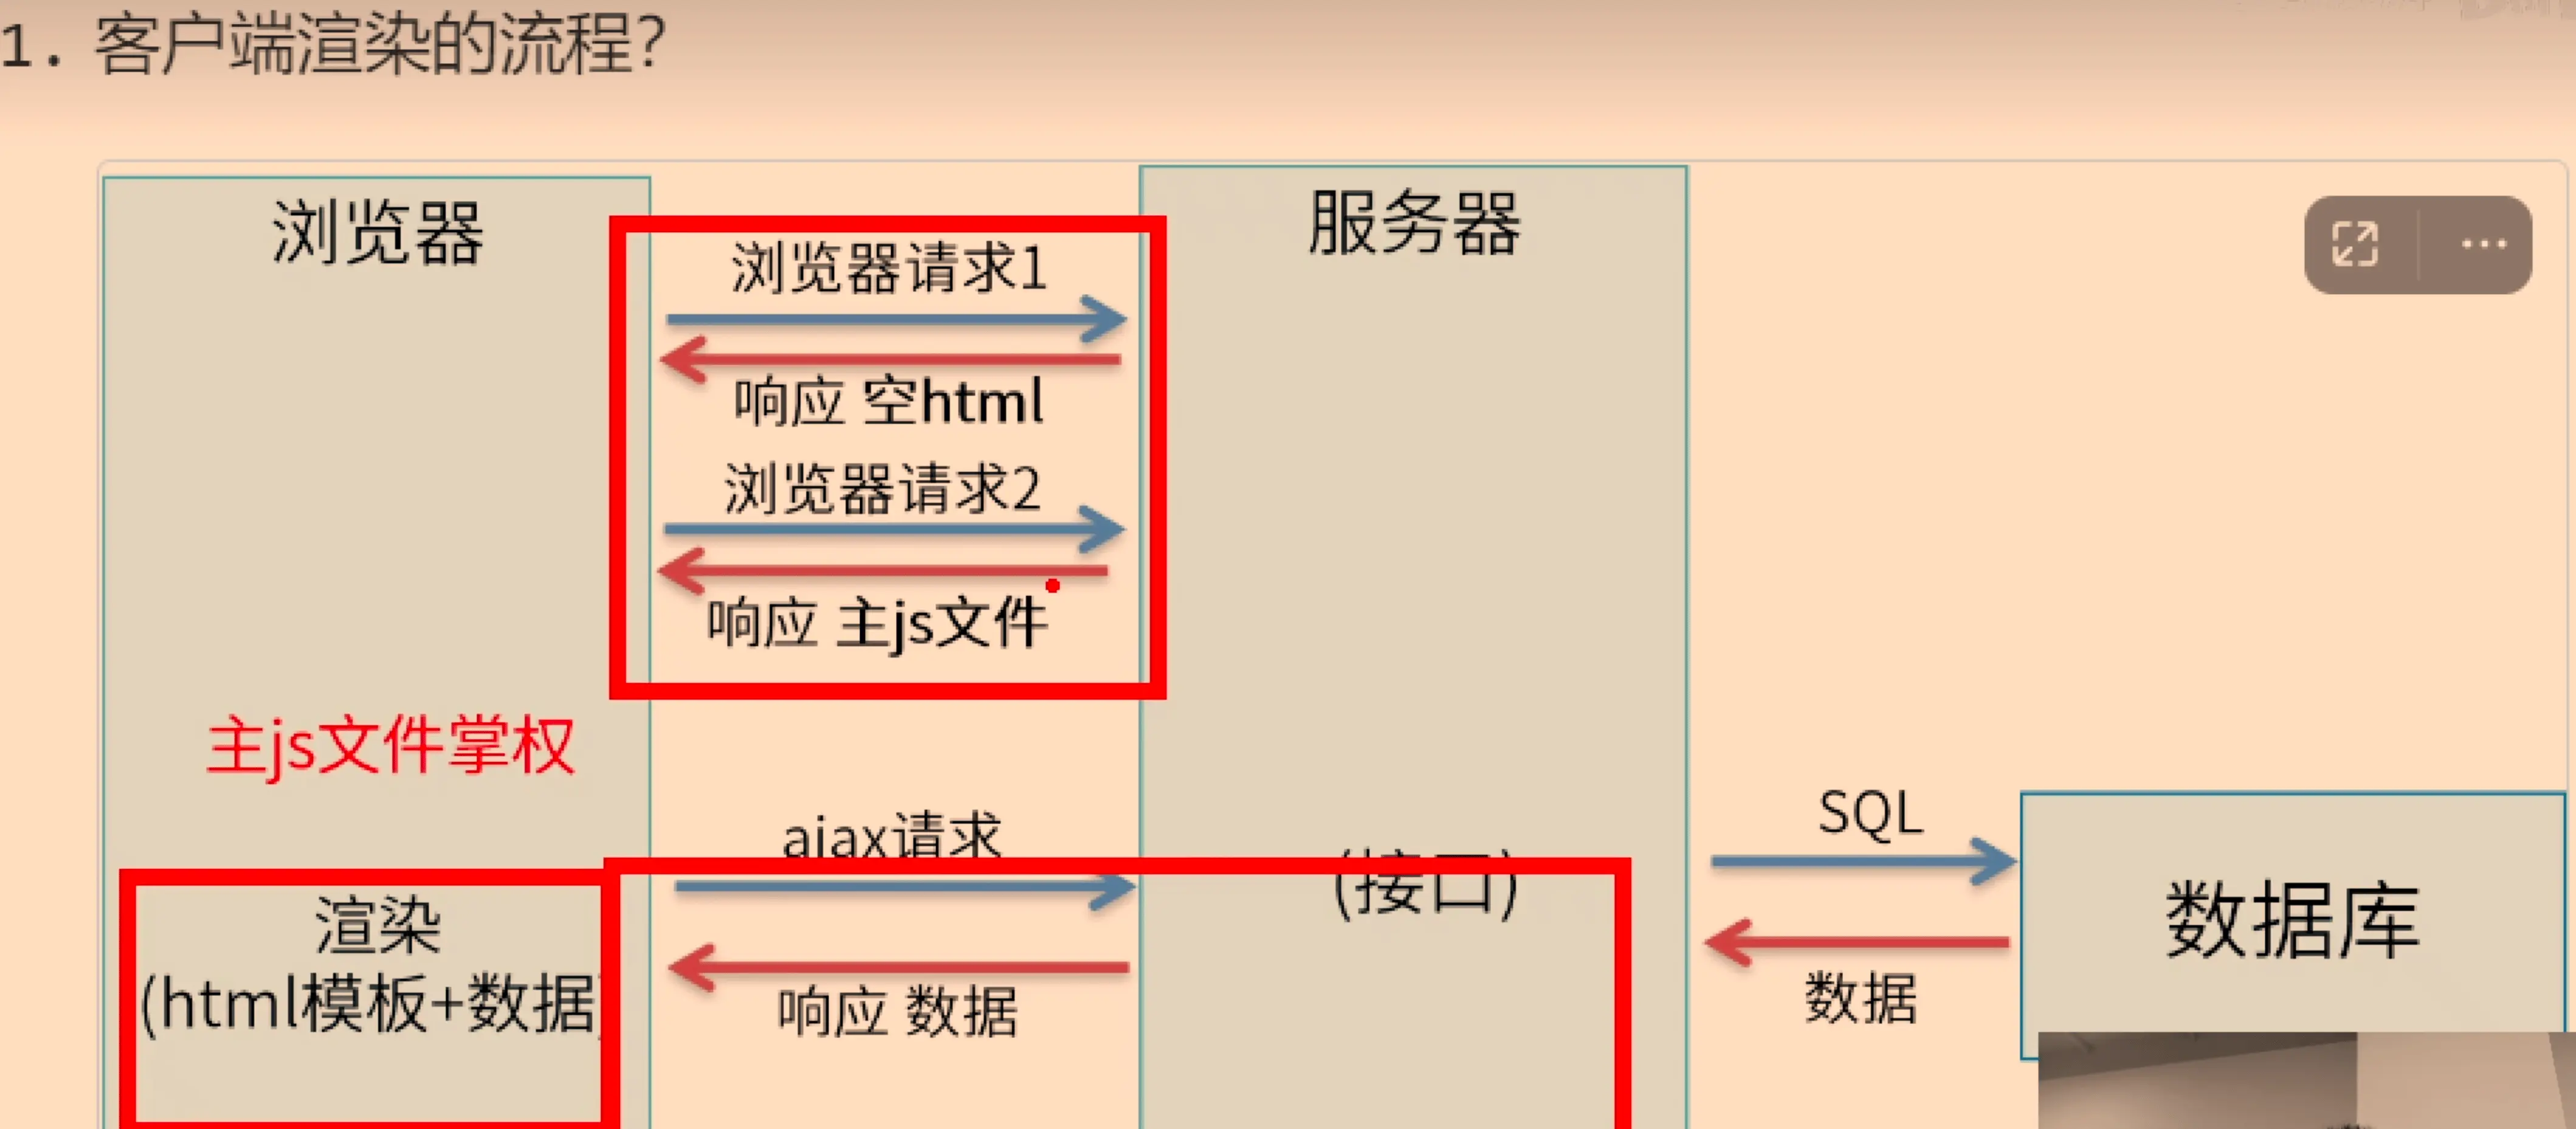 1. 客户端渲染的流程?
浏览器
服务器
浏览器请求1
响应 空html
浏览器请求2
响应 主js文件
主js文件掌权
ajax请求
(接口)
SQL
数据库
渲染
(html模板+数据)
响应 数据
数据